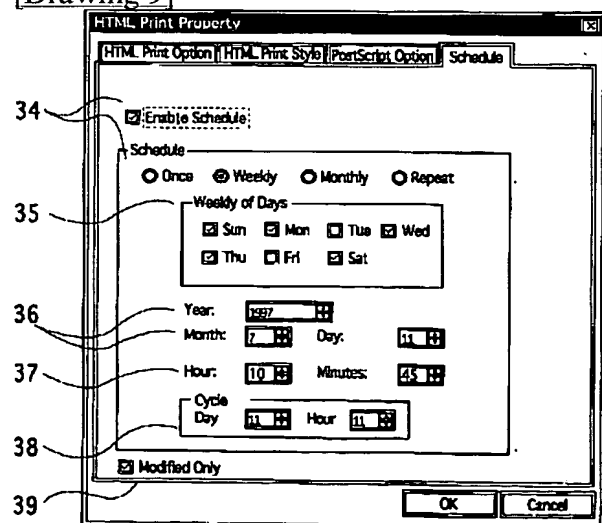 [Drawing 9]
HTML Print Property
HTML Print Option HTML Print Style PostScript Option Schedule
34
Enable Schedule
Schedule
Once Weekly Monthly Repeat
35
Weekly of Days
Sun Mon Tue Wed
Thu Fri Sat
36
Year: 1997
Month: 7 Day: 11
37
Hour: 10 Minutes: 45
Cycle
38
Day 11 Hour 11
Modified Only
39
OK Cancel